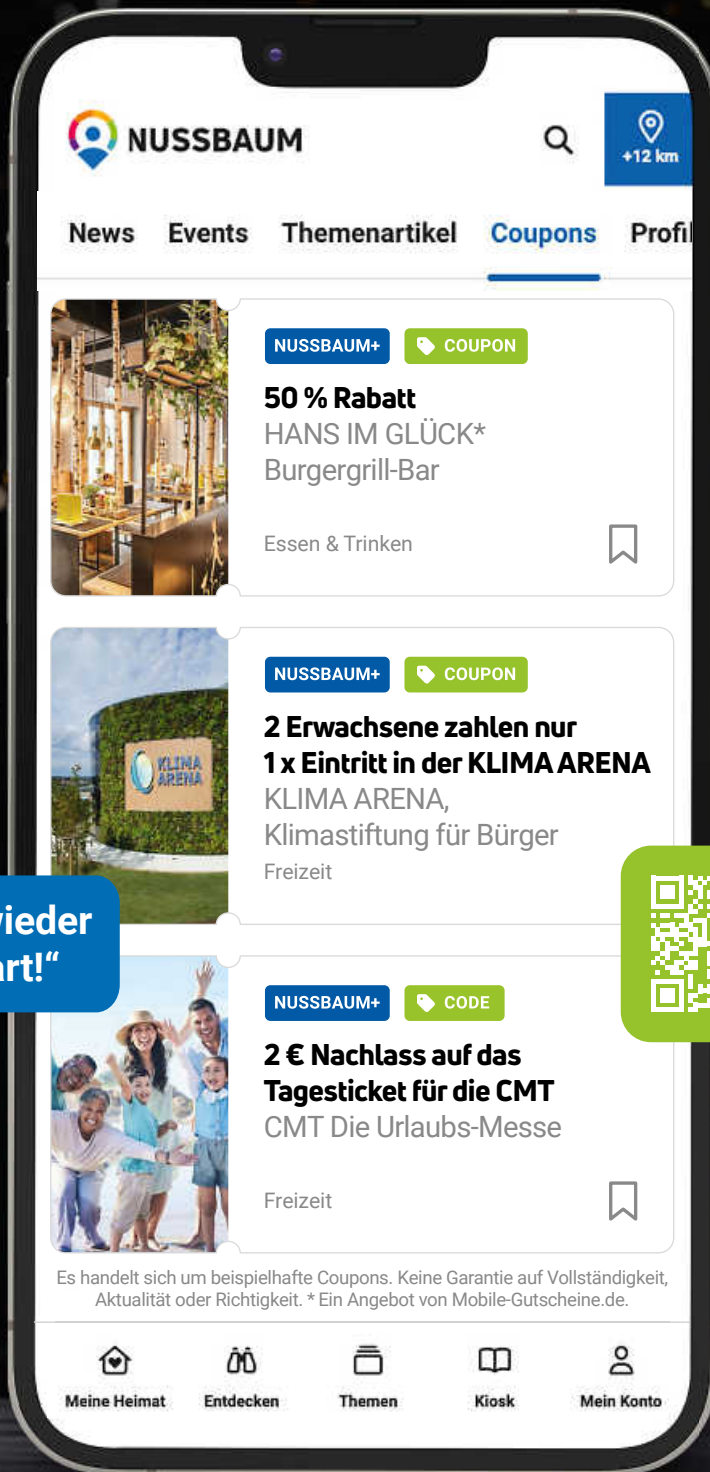 NUSSBAUM
+12 km
News Events Themenartikel Coupons
NUSSBAUM+ COUPON
50 % Rabatt
HANS IM GLÜCK*
Burgergrill-Bar
Essen & Trinken
NUSSBAUM+ COUPON
KLIMA
ARENA
2 Erwachsene zahlen nur
1 x Eintritt in der KLIMA ARENA
KLIMA ARENA,
Klimastiftung für Bürger
Freizeit
wieder
art!“
NUSSBAUM+ CODE
2 € Nachlass auf das
Tagesticket für die CMT
CMT Die Urlaubs-Messe
Freizeit
Es handelt sich um beispielhafte Coupons. Keine Garantie auf Vollständigkeit,
Aktualität oder Richtigkeit. * Ein Angebot von Mobile-Gutscheine.de.
Meine Heimat Entdecken Themen Kiosk Mein Konto